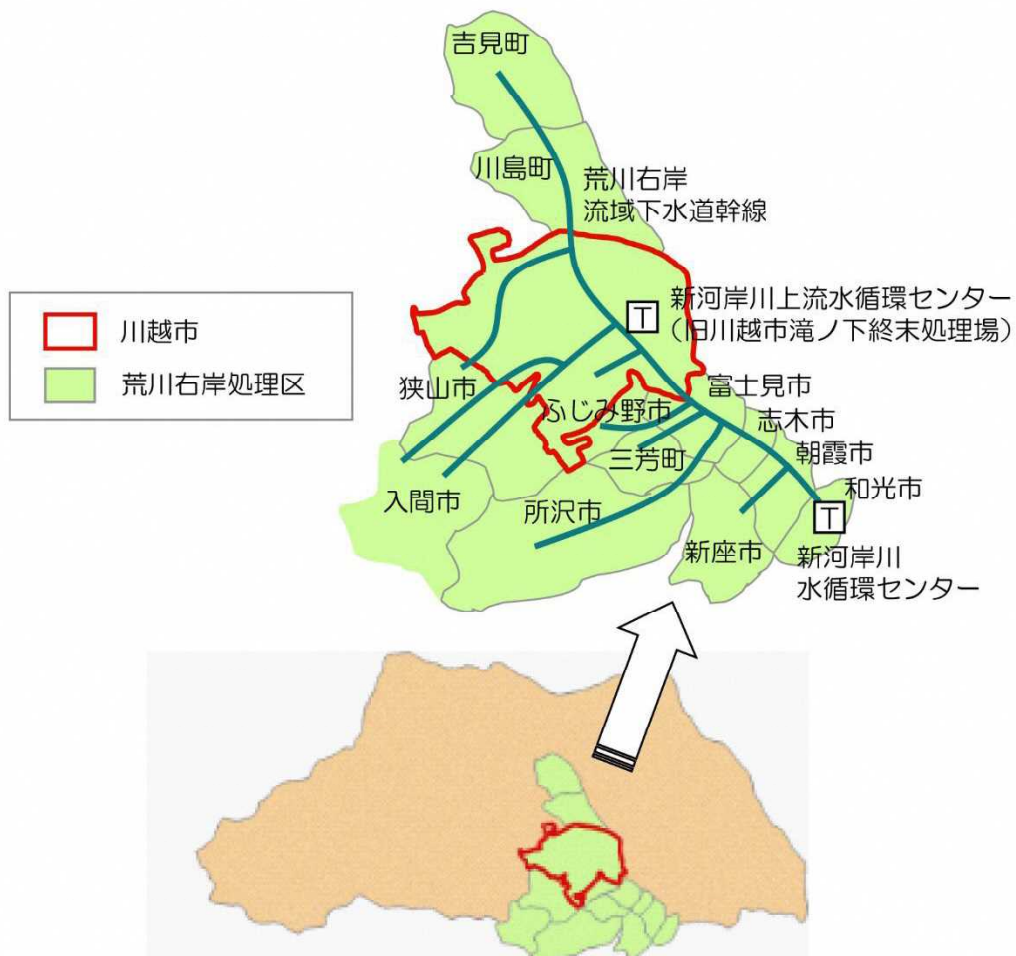 吉見町
川島町
荒川右岸
流域下水道幹線
新河岸川上流水循環センター
（旧川越市滝ノ下終末処理場）
T
川越市
荒川右岸処理区
狭山市
富士見市
ふじみ野市
志木市
三芳町
朝霞市
和光市
入間市
所沢市
T
新座市
新河岸川
水循環センター